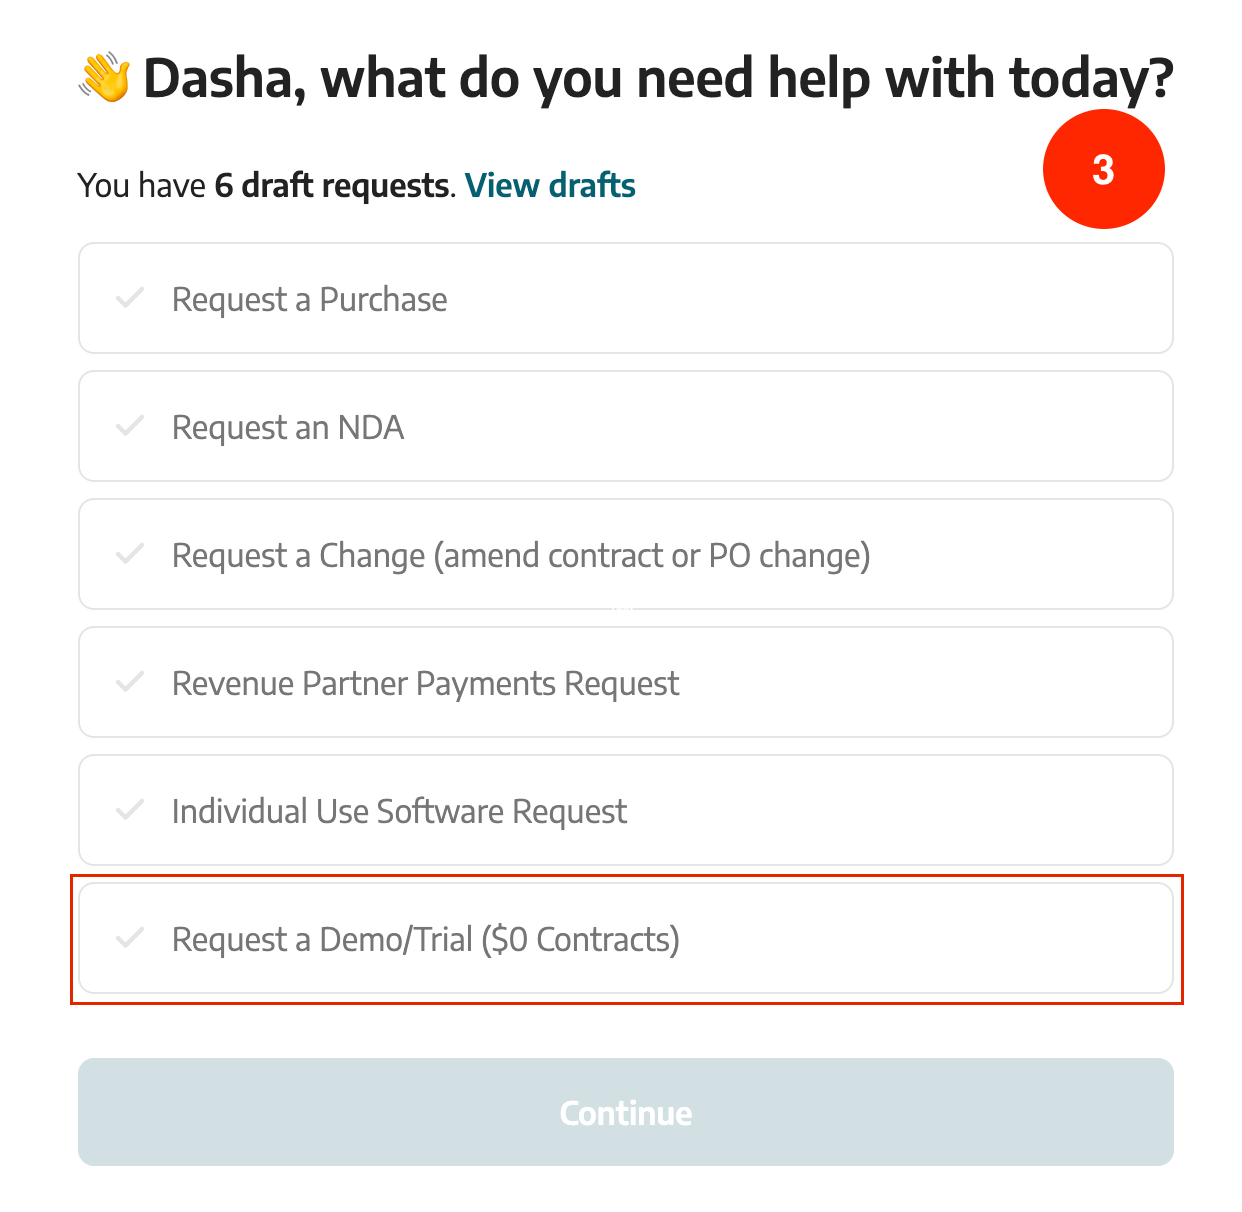 👋 Dasha, what do you need help with today?
You have 6 draft requests. View drafts
3
Request a Purchase
Request an NDA
Request a Change (amend contract or PO change)
Revenue Partner Payments Request
Individual Use Software Request
Request a Demo/Trial ($0 Contracts)
Continue